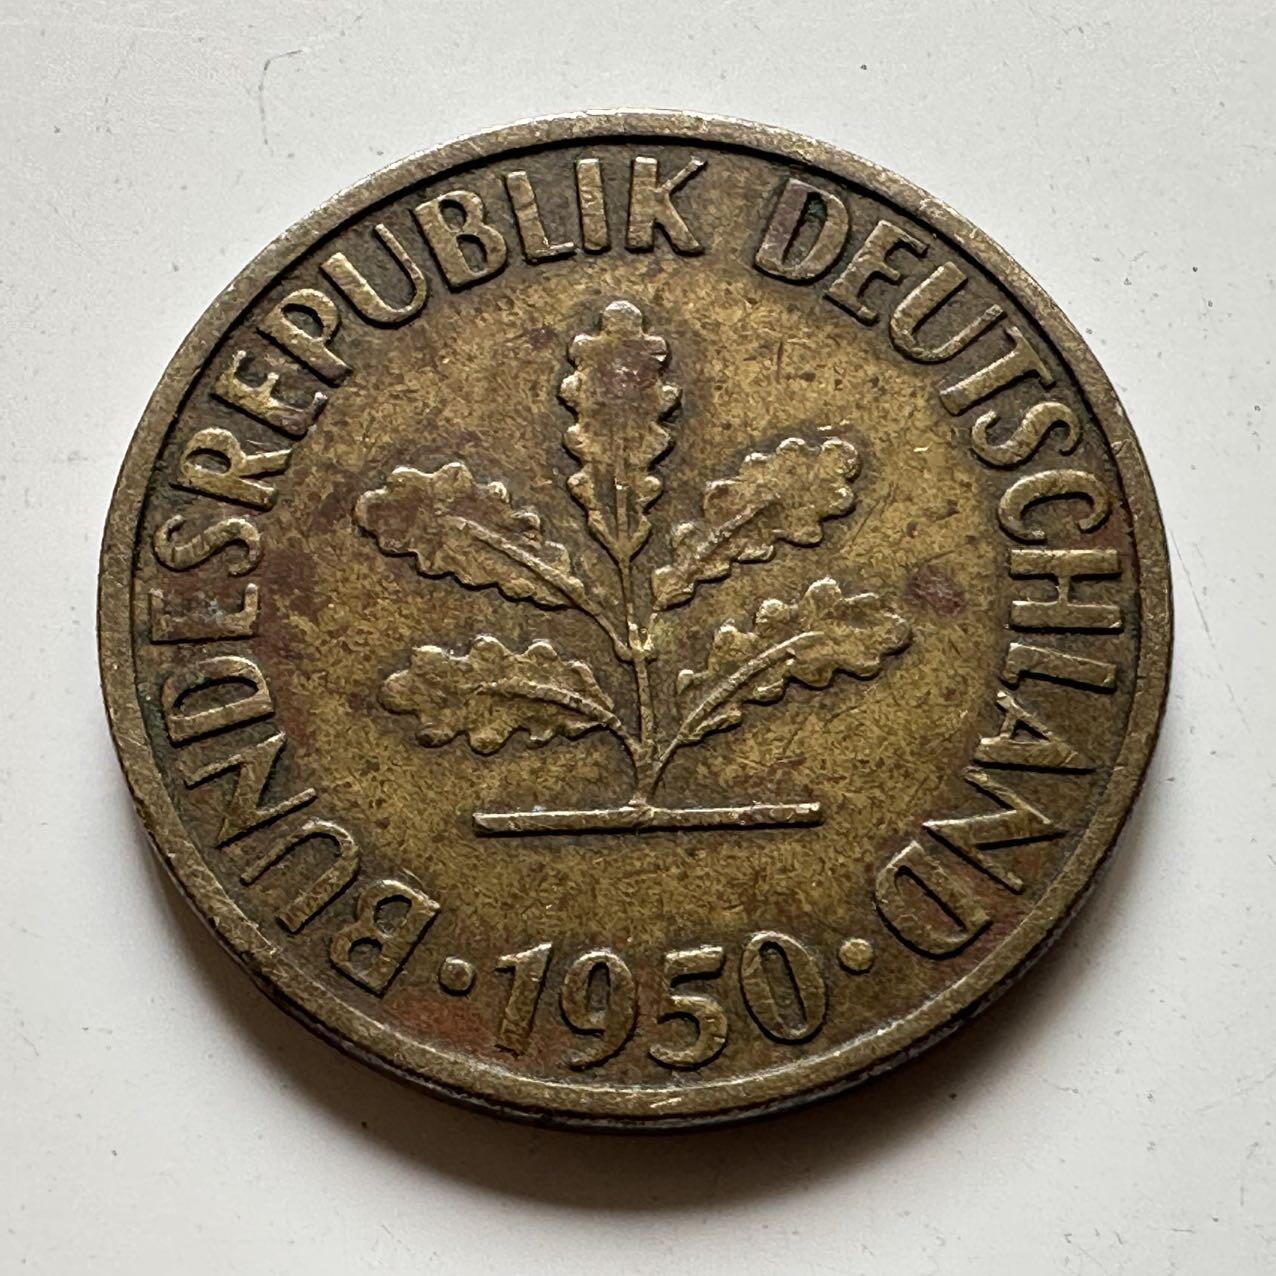 BUNDESREPUBLIK DEUTSCHLAND
· 1950 ·